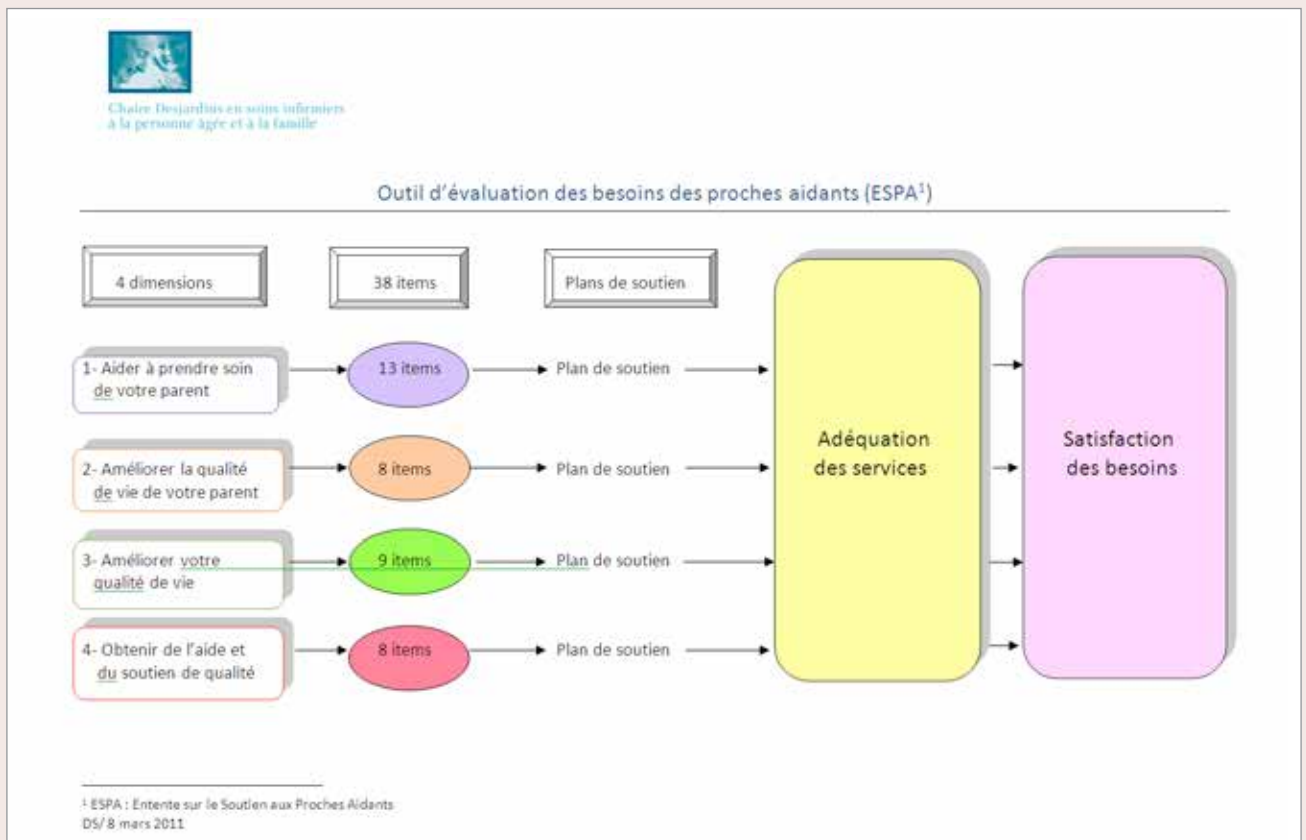 Chaire Desjardins en soins infirmiers
à la personne âgée et à la famille
Outil d'évaluation des besoins des proches aidants (ESPA¹)
4 dimensions
38 items
Plans de soutien
1- Aider à prendre soin
de votre parent
13 items
Plan de soutien
2- Améliorer la qualité
de vie de votre parent
8 items
Plan de soutien
3- Améliorer votre
qualité de vie
9 items
Plan de soutien
4- Obtenir de l'aide et
du soutien de qualité
8 items
Plan de soutien
Adéquation
des services
Satisfaction
des besoins
¹ ESPA : Entente sur le Soutien aux Proches Aidants
DS/ 8 mars 2011